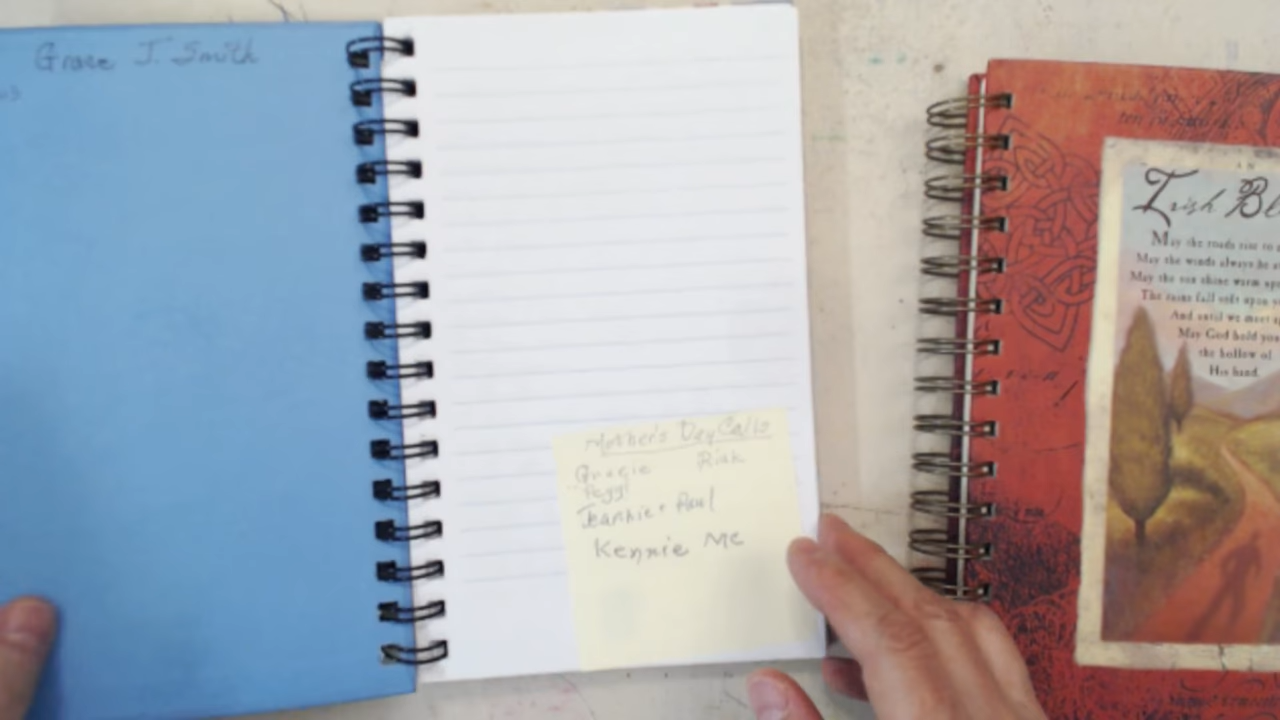 Grace J. Smith
Mother's Day Calls
Gracie Rick
Peggi
Jeannie + Paul
Kennie Me
AN
Irish Bl
May the roads rise to
May the winds always be a
May the sun shine warm upo
The rains fall soft upon y
And until we meet a
May God hold you
the hollow of
His hand.